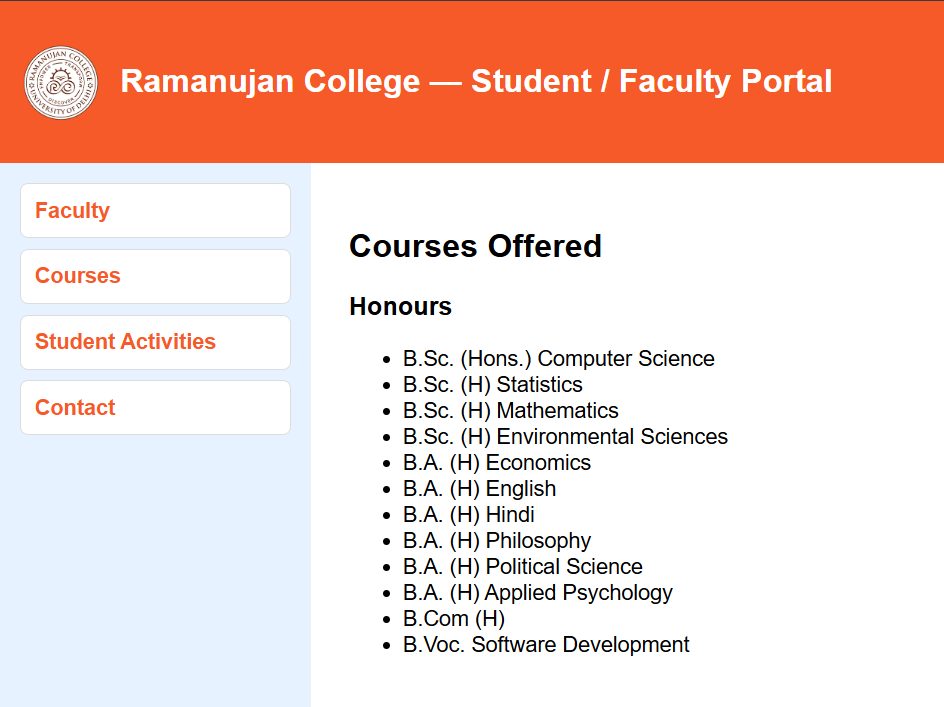 RAMANUJAN COLLEGE
UNIVERSITY OF DELHI
DISCOVER
Ramanujan College — Student / Faculty Portal
Faculty
Courses
Student Activities
Contact
Courses Offered
Honours
B.Sc. (Hons.) Computer Science
B.Sc. (H) Statistics
B.Sc. (H) Mathematics
B.Sc. (H) Environmental Sciences
B.A. (H) Economics
B.A. (H) English
B.A. (H) Hindi
B.A. (H) Philosophy
B.A. (H) Political Science
B.A. (H) Applied Psychology
B.Com (H)
B.Voc. Software Development